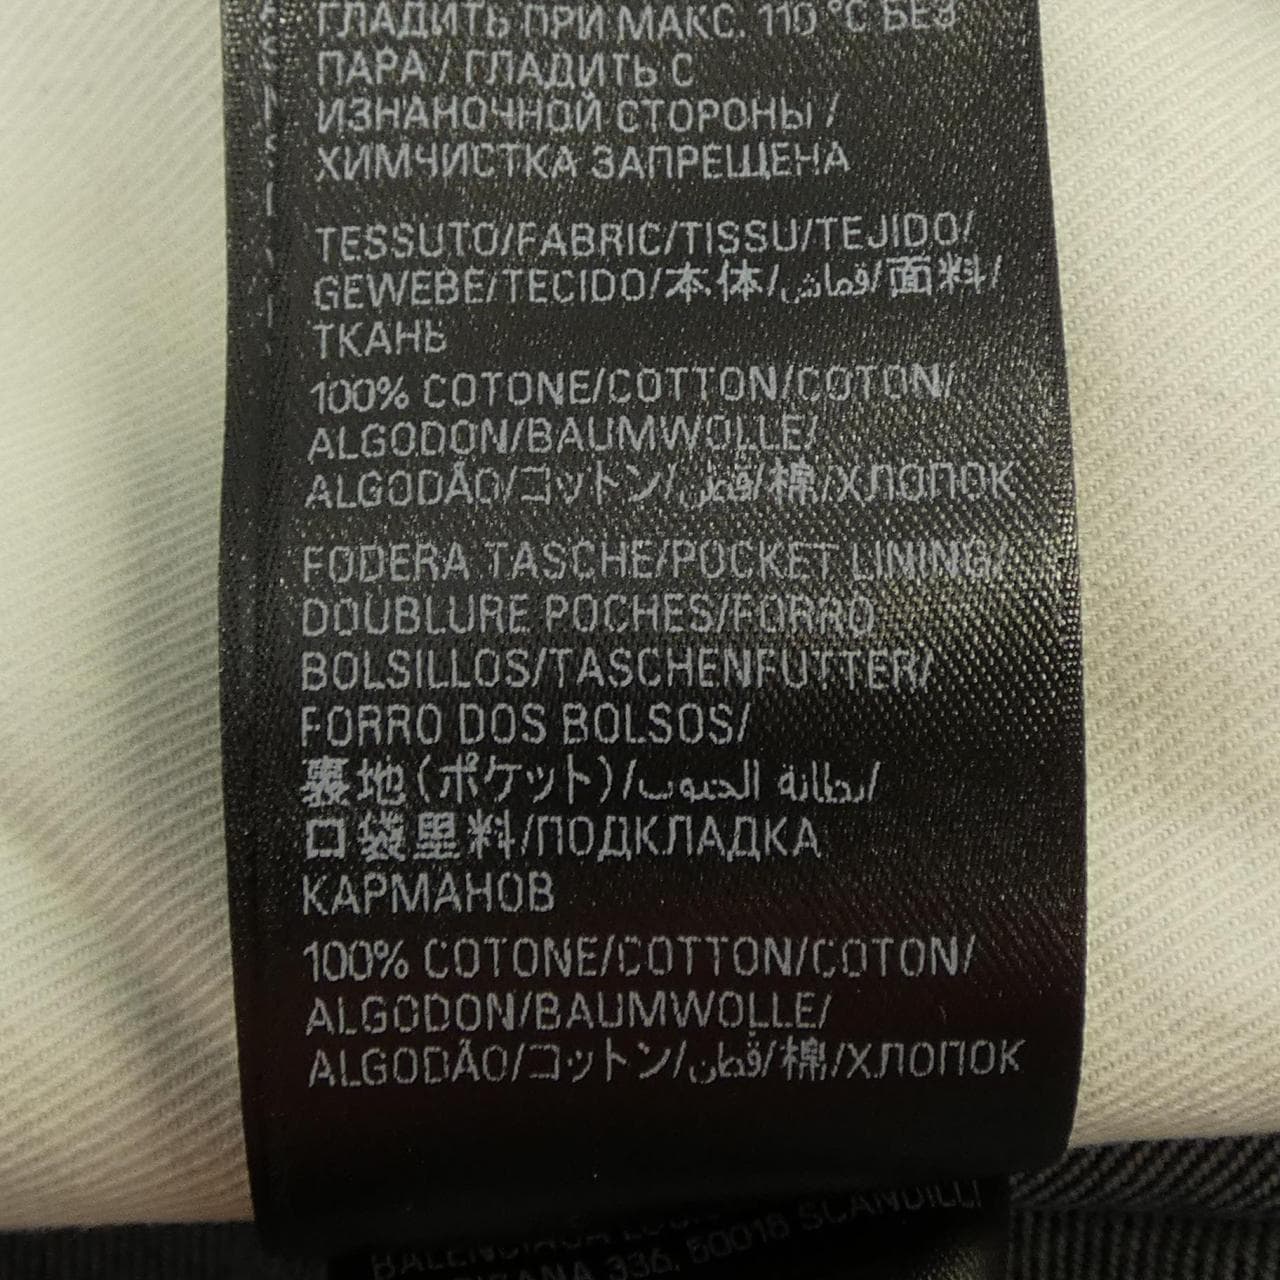 ГЛАДИТЬ ПРИ МАКС. 110 °C БЕЗ
ПАРА / ГЛАДИТЬ С
ИЗНАНОЧНОЙ СТОРОНЫ /
ХИМЧИСТКА ЗАПРЕЩЕНА
TESSUTO/FABRIC/TISSU/TEJIDO/
GEWEBE/TECIDO/本体/قماش/面料/
ТКАНЬ
100% COTONE/COTTON/COTON/
ALGODON/BAUMWOLLE/
ALGODÃO/コットン/قطن/棉/ХЛОПОК
FODERA TASCHE/POCKET LINING/
DOUBLURE POCHES/FORRO
BOLSILLOS/TASCHENFUTTER/
FORRO DOS BOLSOS/
裏地(ポケット)/بطانة الجيوب/
口袋里料/ПОДКЛАДКА
КАРМАНОВ
100% COTONE/COTTON/COTON/
ALGODON/BAUMWOLLE/
ALGODÃO/コットン/قطن/棉/ХЛОПОК
BALENCIAGA
336, 50018 SCANDICCI